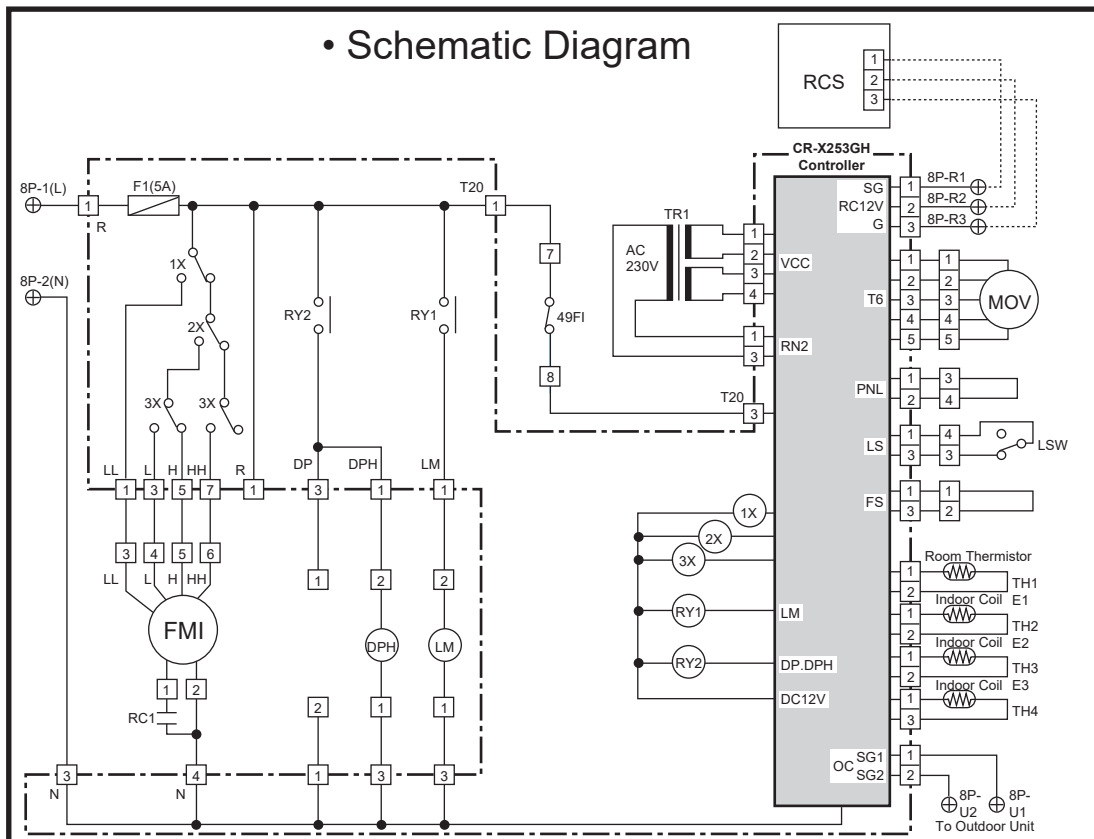 • Schematic Diagram
RCS
1
2
3
CR-X253GH
Controller
8P-1(L)
1
R
F1(5A)
T20
1
8P-2(N)
1X
2X
3X
3X
RY2
RY1
7
49FI
8
T20
3
AC
230V
TR1
1
2
3
4
VCC
1
3
RN2
SG
1
8P-R1
RC12V
2
8P-R2
G
3
8P-R3
T6
1
2
3
4
5
1
2
3
4
5
MOV
PNL
1
2
3
4
LS
1
3
4
3
LSW
FS
1
3
1
2
Room Thermistor
1
2
TH1
Indoor Coil E1
1
2
TH2
Indoor Coil E2
1
2
TH3
Indoor Coil E3
1
3
TH4
OC
SG1
SG2
1
2
8P-
U2
8P-
U1
To Outdoor Unit
1X
2X
3X
RY1
LM
RY2
DP.DPH
DC12V
LL
L
H
HH
R
DP
DPH
LM
1
3
5
7
1
3
1
1
3
4
5
6
LL
L
H
HH
1
2
2
FMI
DPH
LM
1
2
RC1
2
1
1
3
N
4
N
1
3
3